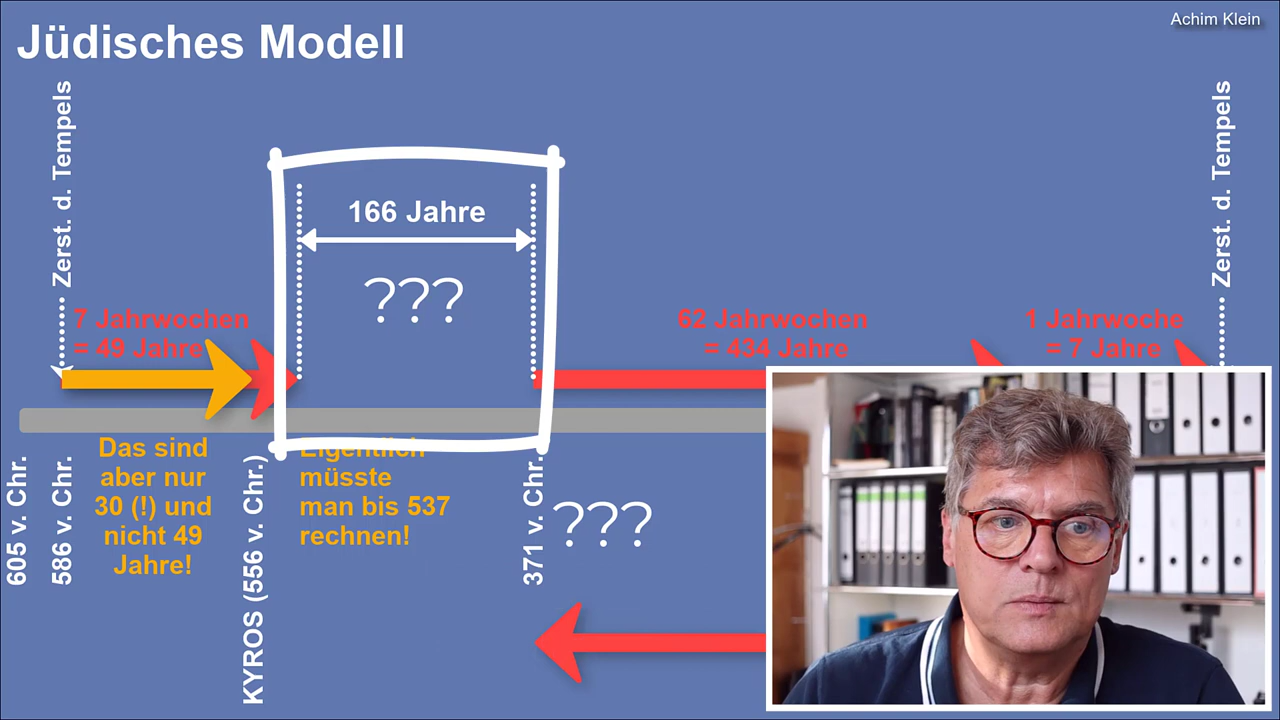 Achim Klein
Jüdisches Modell
Zerst. d. Tempels
Zerst. d. Tempels
166 Jahre
???
7 Jahrwochen
= 49 Jahre
62 Jahrwochen
= 434 Jahre
1 Jahrwoche
= 7 Jahre
605 v. Chr.
586 v. Chr.
Das sind
aber nur
30 (!) und
nicht 49
Jahre!
KYROS (556 v. Chr.)
Eigentlich
müsste
man bis 537
rechnen!
371 v. Chr.
???